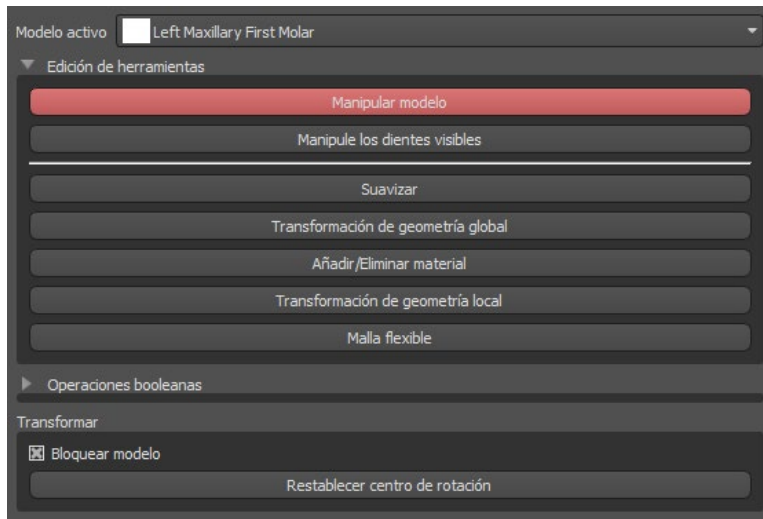 Modelo activo Left Maxillary First Molar
Edición de herramientas
Manipular modelo
Manipule los dientes visibles
Suavizar
Transformación de geometría global
Añadir/Eliminar material
Transformación de geometría local
Malla flexible
Operaciones booleanas
Transformar
Bloquear modelo
Restablecer centro de rotación